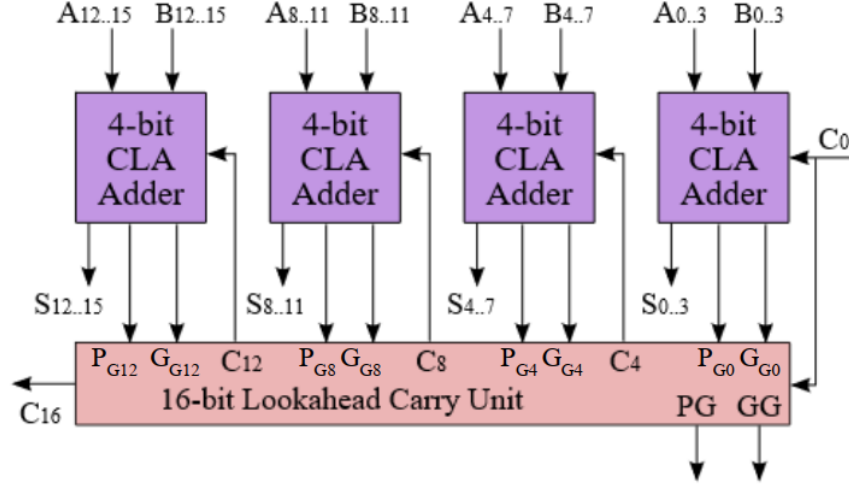 A12..15 B12..15 A8..11 B8..11 A4..7 B4..7 A0..3 B0..3
4-bit CLA Adder
4-bit CLA Adder
4-bit CLA Adder
4-bit CLA Adder
C0
S12..15 S8..11 S4..7 S0..3
PG12 GG12 C12 PG8 GG8 C8 PG4 GG4 C4 PG0 GG0
16-bit Lookahead Carry Unit
PG GG
C16